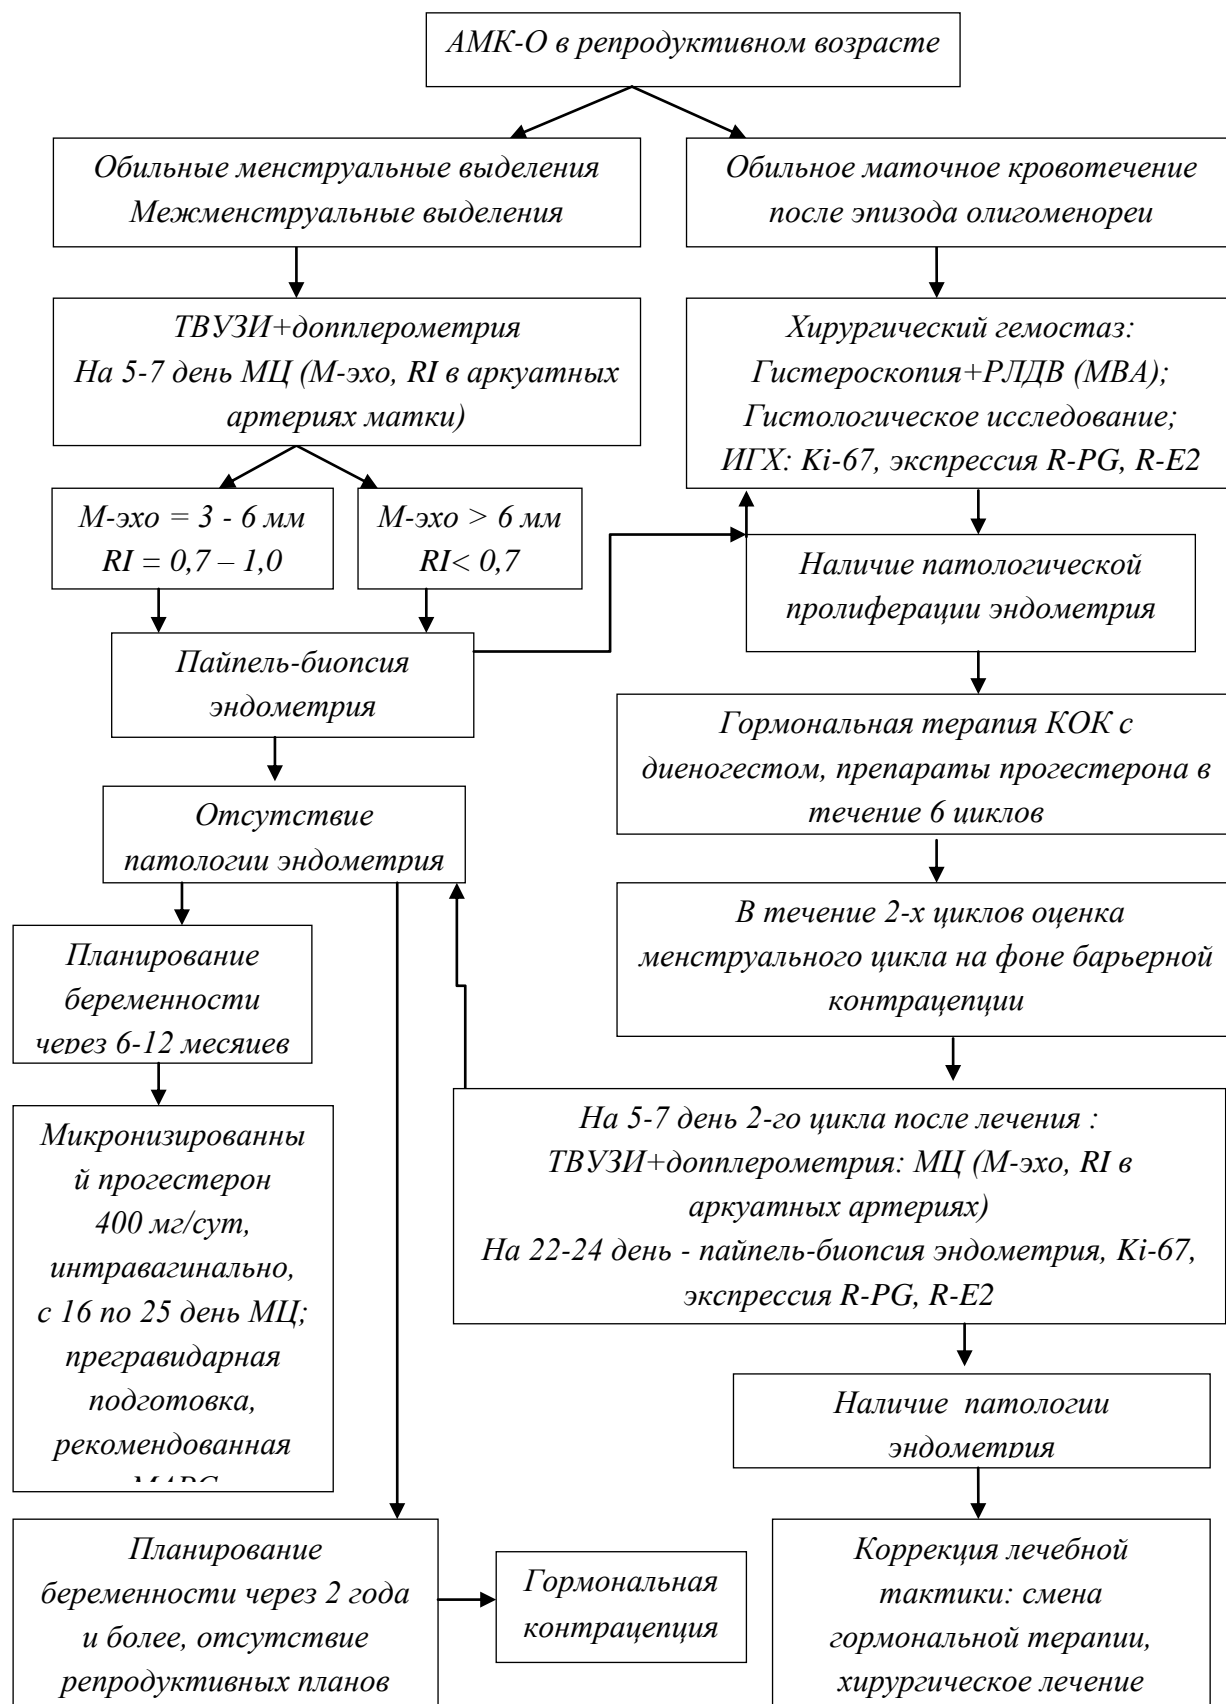 АМК-О в репродуктивном возрасте
Обильные менструальные выделения
Межменструальные выделения
Обильное маточное кровотечение
после эпизода олигоменореи
ТВУЗИ+допплерометрия
На 5-7 день МЦ (М-эхо, RI в аркуатных
артериях матки)
Хирургический гемостаз:
Гистероскопия+РЛДВ (МВА);
Гистологическое исследование;
ИГХ: Ki-67, экспрессия R-PG, R-E2
М-эхо = 3 - 6 мм
RI = 0,7 – 1,0
М-эхо > 6 мм
RI< 0,7
Наличие патологической
пролиферации эндометрия
Пайпель-биопсия
эндометрия
Гормональная терапия КОК с
диеногестом, препараты прогестерона в
течение 6 циклов
Отсутствие
патологии эндометрия
В течение 2-х циклов оценка
менструального цикла на фоне барьерной
контрацепции
Планирование
беременности
через 6-12 месяцев
На 5-7 день 2-го цикла после лечения :
ТВУЗИ+допплерометрия: МЦ (М-эхо, RI в
аркуатных артериях)
На 22-24 день - пайпель-биопсия эндометрия, Ki-67,
экспрессия R-PG, R-E2
Микронизированны
й прогестерон
400 мг/сут,
интравагинально,
с 16 по 25 день МЦ;
прегравидарная
подготовка,
рекомендованная
Наличие патологии
эндометрия
Планирование
беременности через 2 года
и более, отсутствие
репродуктивных планов
Гормональная
контрацепция
Коррекция лечебной
тактики: смена
гормональной терапии,
хирургическое лечение